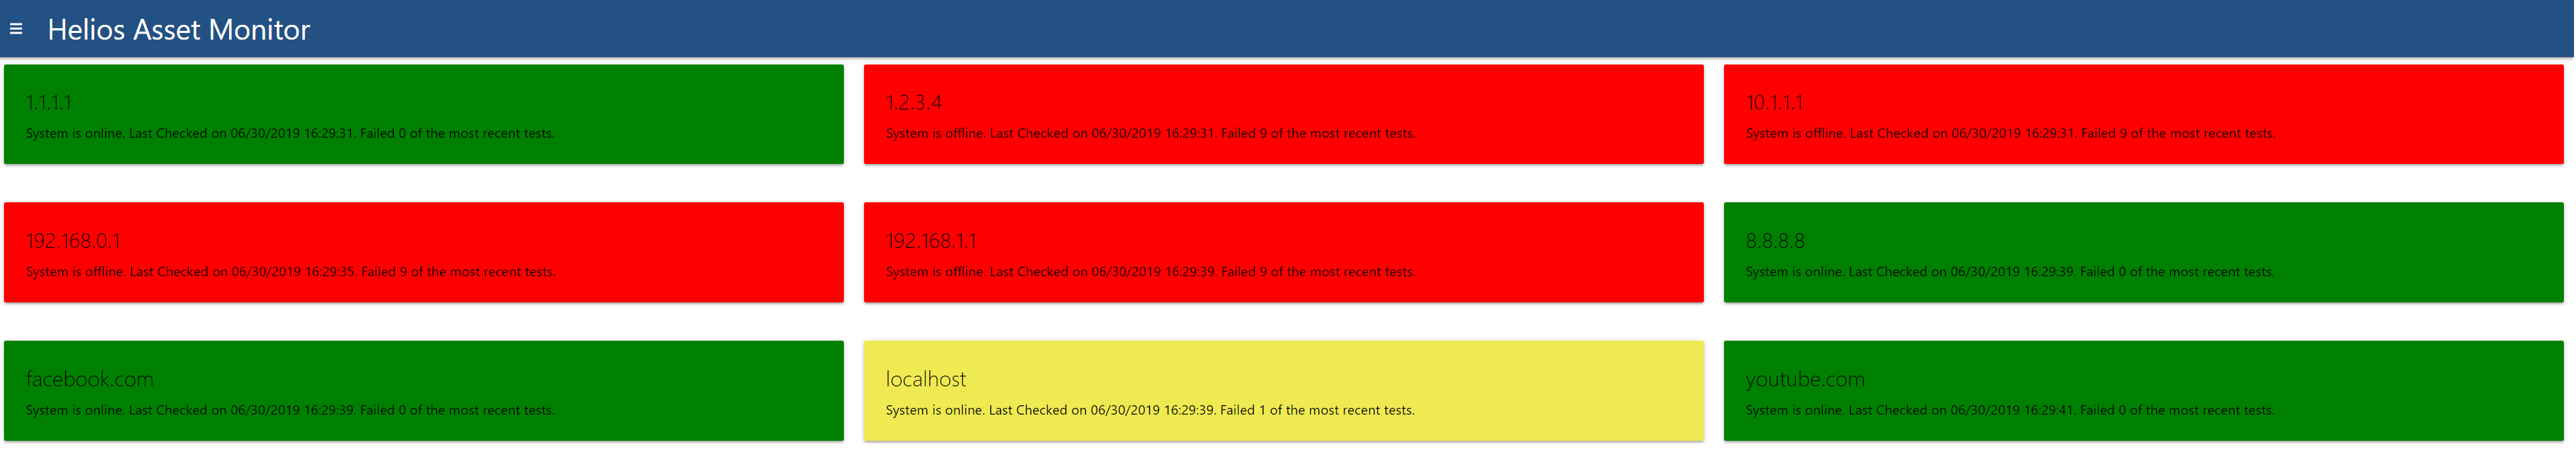 Helios Asset Monitor
1.1.1.1
System is online. Last Checked on 06/30/2019 16:29:31. Failed 0 of the most recent tests.
1.2.3.4
System is offline. Last Checked on 06/30/2019 16:29:31. Failed 9 of the most recent tests.
10.1.1.1
System is offline. Last Checked on 06/30/2019 16:29:31. Failed 9 of the most recent tests.
192.168.0.1
System is offline. Last Checked on 06/30/2019 16:29:35. Failed 9 of the most recent tests.
192.168.1.1
System is offline. Last Checked on 06/30/2019 16:29:39. Failed 9 of the most recent tests.
8.8.8.8
System is online. Last Checked on 06/30/2019 16:29:39. Failed 0 of the most recent tests.
facebook.com
System is online. Last Checked on 06/30/2019 16:29:39. Failed 0 of the most recent tests.
localhost
System is online. Last Checked on 06/30/2019 16:29:39. Failed 1 of the most recent tests.
youtube.com
System is online. Last Checked on 06/30/2019 16:29:41. Failed 0 of the most recent tests.